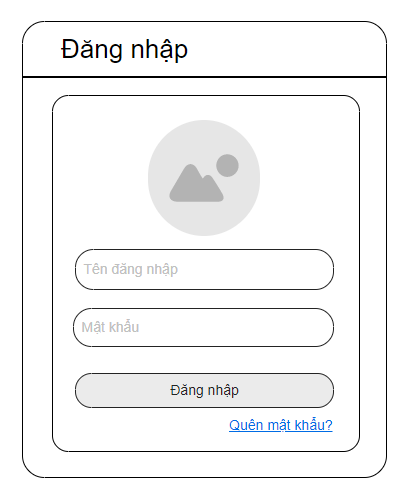 Đăng nhập
Tên đăng nhập
Mật khẩu
Đăng nhập
Quên mật khẩu?